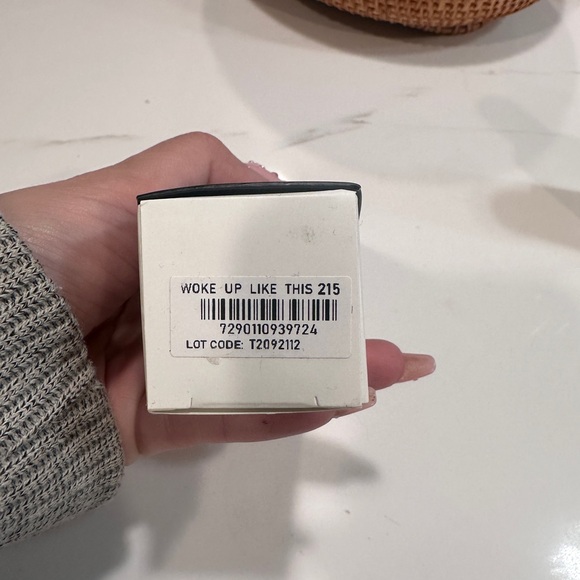 WOKE UP LIKE THIS 215
7290110939724
LOT CODE: T2092112